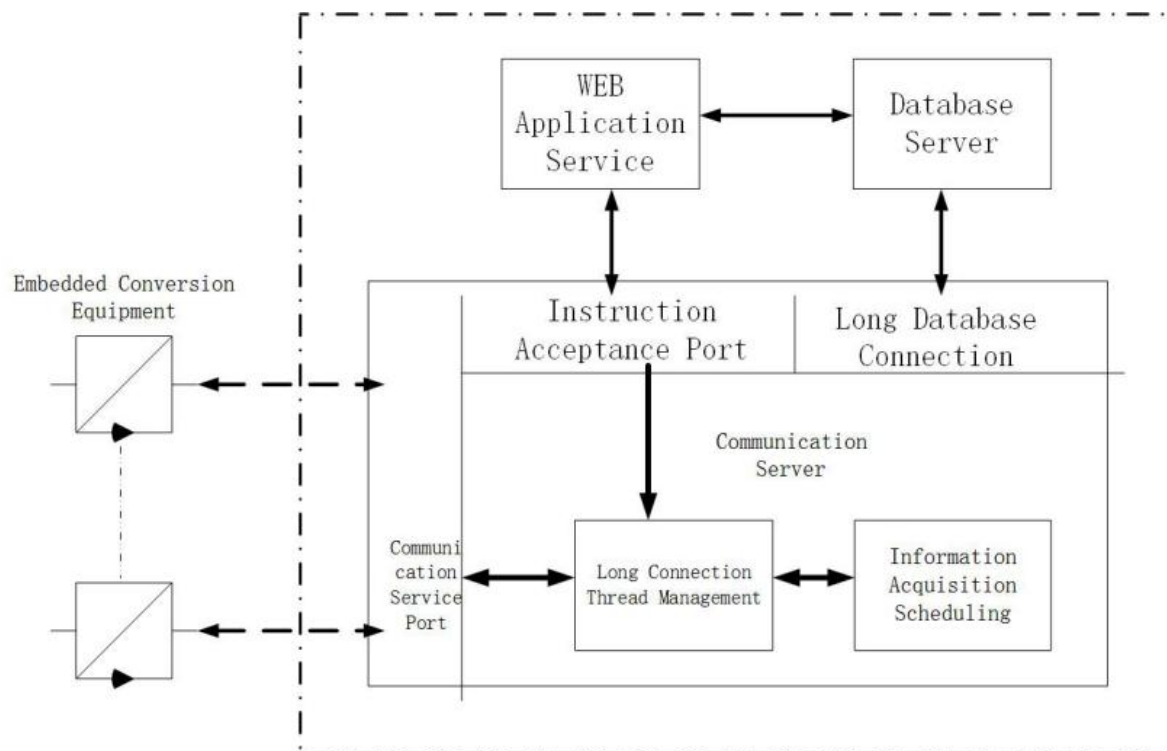 WEB
Application
Service
Database
Server
Embedded Conversion
Equipment
Instruction
Acceptance Port
Long Database
Connection
Communication
Server
Communi
cation
Service
Port
Long Connection
Thread Management
Information
Acquisition
Scheduling